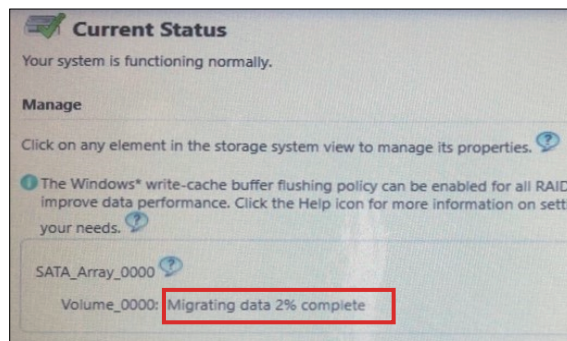 Current Status
Your system is functioning normally.
Manage
Click on any element in the storage system view to manage its properties.
The Windows* write-cache buffer flushing policy can be enabled for all RAID
improve data performance. Click the Help icon for more information on sett
your needs.
SATA_Array_0000
Volume_0000: Migrating data 2% complete